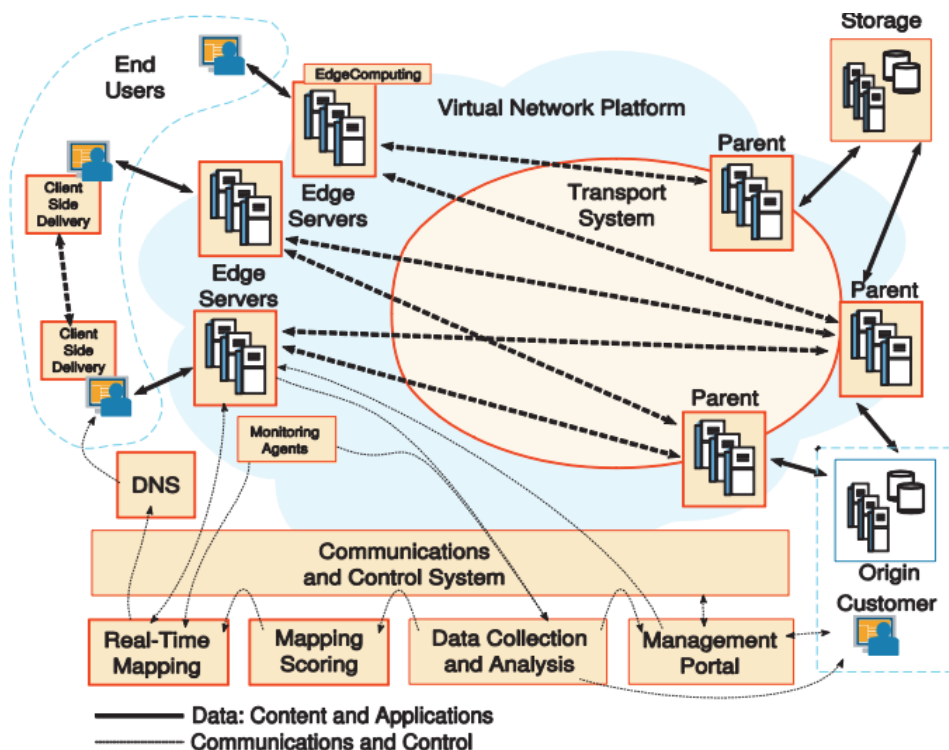 Storage
End
Users
EdgeComputing
Virtual Network Platform
Parent
Client
Side
Delivery
Edge
Servers
Transport
System
Edge
Servers
Parent
Client
Side
Delivery
Parent
Monitoring
Agents
DNS
Communications
and Control System
Origin
Customer
Real-Time
Mapping
Mapping
Scoring
Data Collection
and Analysis
Management
Portal
Data: Content and Applications
Communications and Control